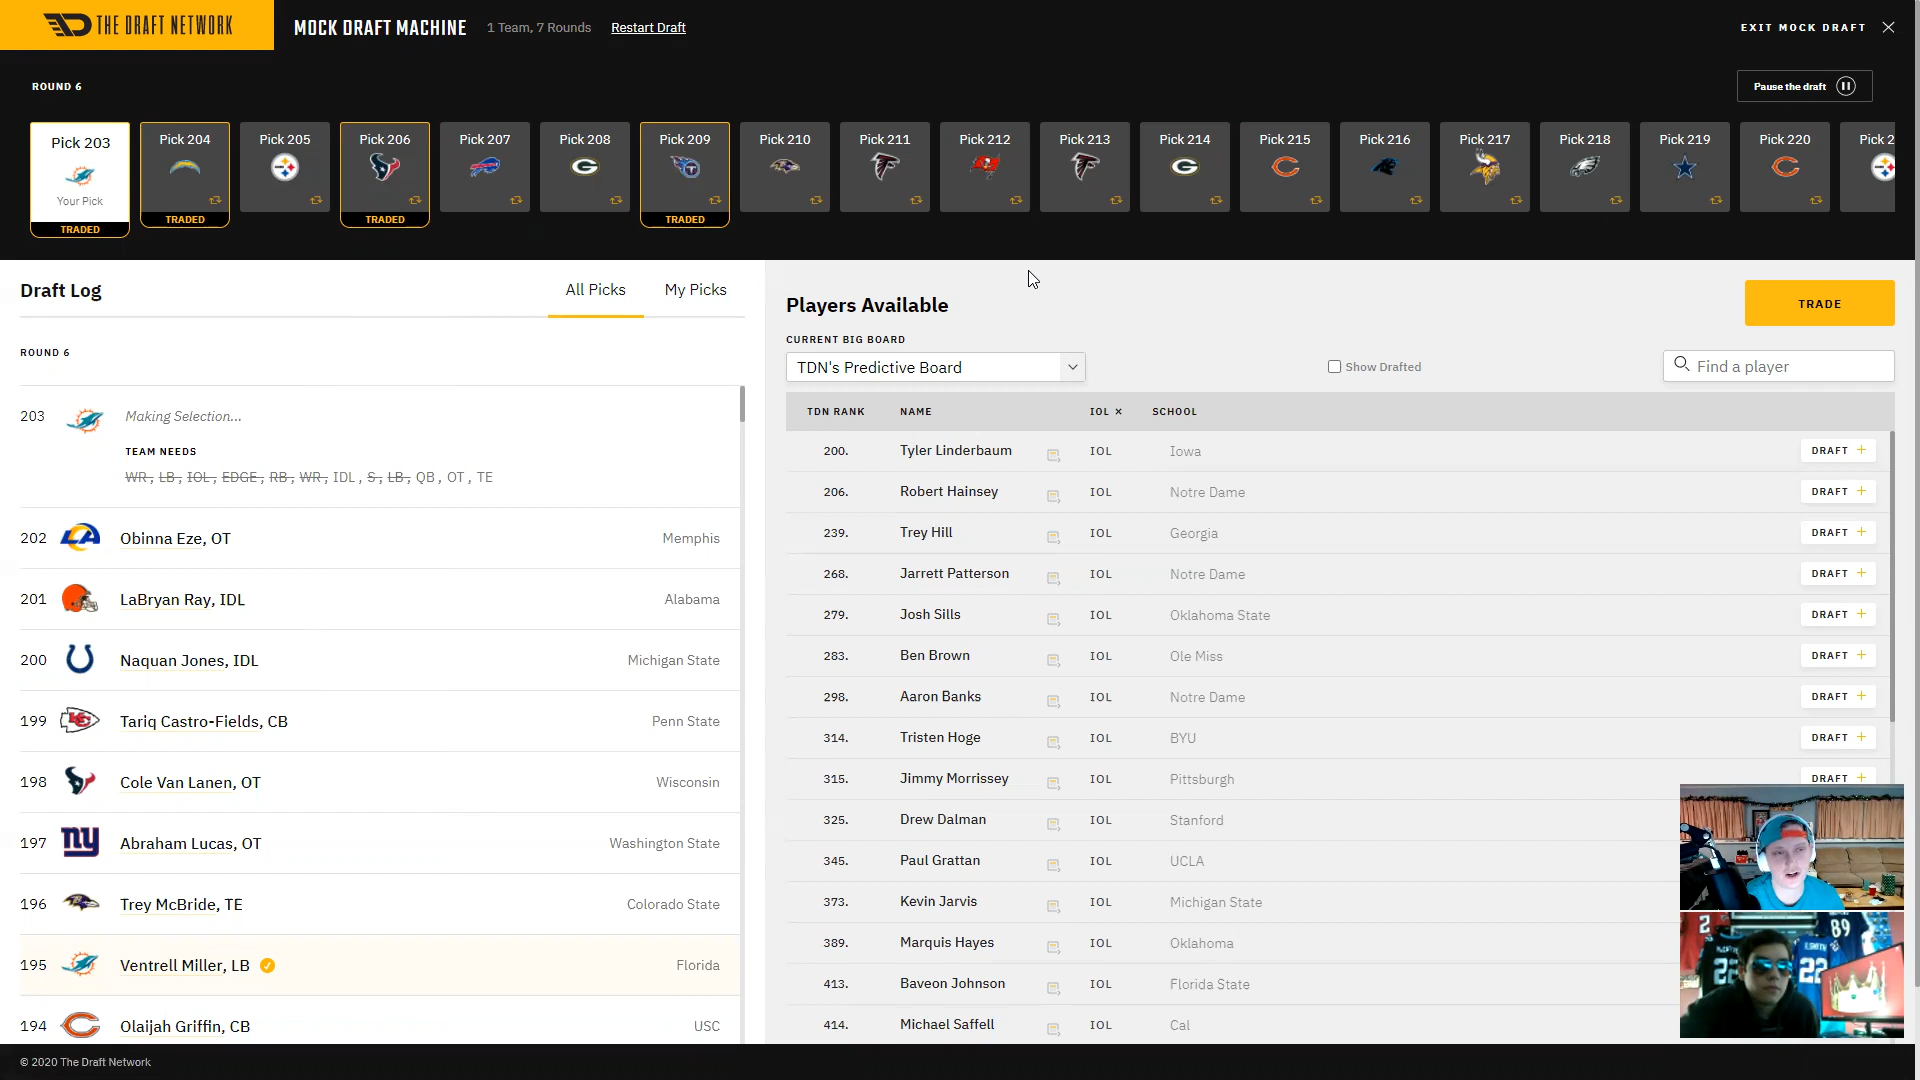 THE DRAFT NETWORK
MOCK DRAFT MACHINE
1 Team, 7 Rounds
Restart Draft
EXIT MOCK DRAFT
ROUND 6
Pause the draft
Pick 203
Your Pick
TRADED
Pick 204
TRADED
Pick 205
Pick 206
TRADED
Pick 207
Pick 208
Pick 209
TRADED
Pick 210
Pick 211
Pick 212
Pick 213
Pick 214
Pick 215
Pick 216
Pick 217
Pick 218
Pick 219
Pick 220
Pick 2
Draft Log
All Picks
My Picks
ROUND 6
203 Making Selection...
TEAM NEEDS
WR , LB , IOL , EDGE , RB , WR , IDL , S , LB , QB , OT , TE
202 Obinna Eze, OT Memphis
201 LaBryan Ray, IDL Alabama
200 Naquan Jones, IDL Michigan State
199 Tariq Castro-Fields, CB Penn State
198 Cole Van Lanen, OT Wisconsin
197 ny Abraham Lucas, OT Washington State
196 Trey McBride, TE Colorado State
195 Ventrell Miller, LB Florida
194 Olaijah Griffin, CB USC
Players Available
TRADE
CURRENT BIG BOARD
TDN's Predictive Board
Show Drafted
Find a player
TDN RANK NAME IOL × SCHOOL
200. Tyler Linderbaum IOL Iowa DRAFT +
206. Robert Hainsey IOL Notre Dame DRAFT +
239. Trey Hill IOL Georgia DRAFT +
268. Jarrett Patterson IOL Notre Dame DRAFT +
279. Josh Sills IOL Oklahoma State DRAFT +
283. Ben Brown IOL Ole Miss DRAFT +
298. Aaron Banks IOL Notre Dame DRAFT +
314. Tristen Hoge IOL BYU DRAFT +
315. Jimmy Morrissey IOL Pittsburgh DRAFT +
325. Drew Dalman IOL Stanford
345. Paul Grattan IOL UCLA
373. Kevin Jarvis IOL Michigan State
389. Marquis Hayes IOL Oklahoma
413. Baveon Johnson IOL Florida State
414. Michael Saffell IOL Cal
2
89
22
22
© 2020 The Draft Network